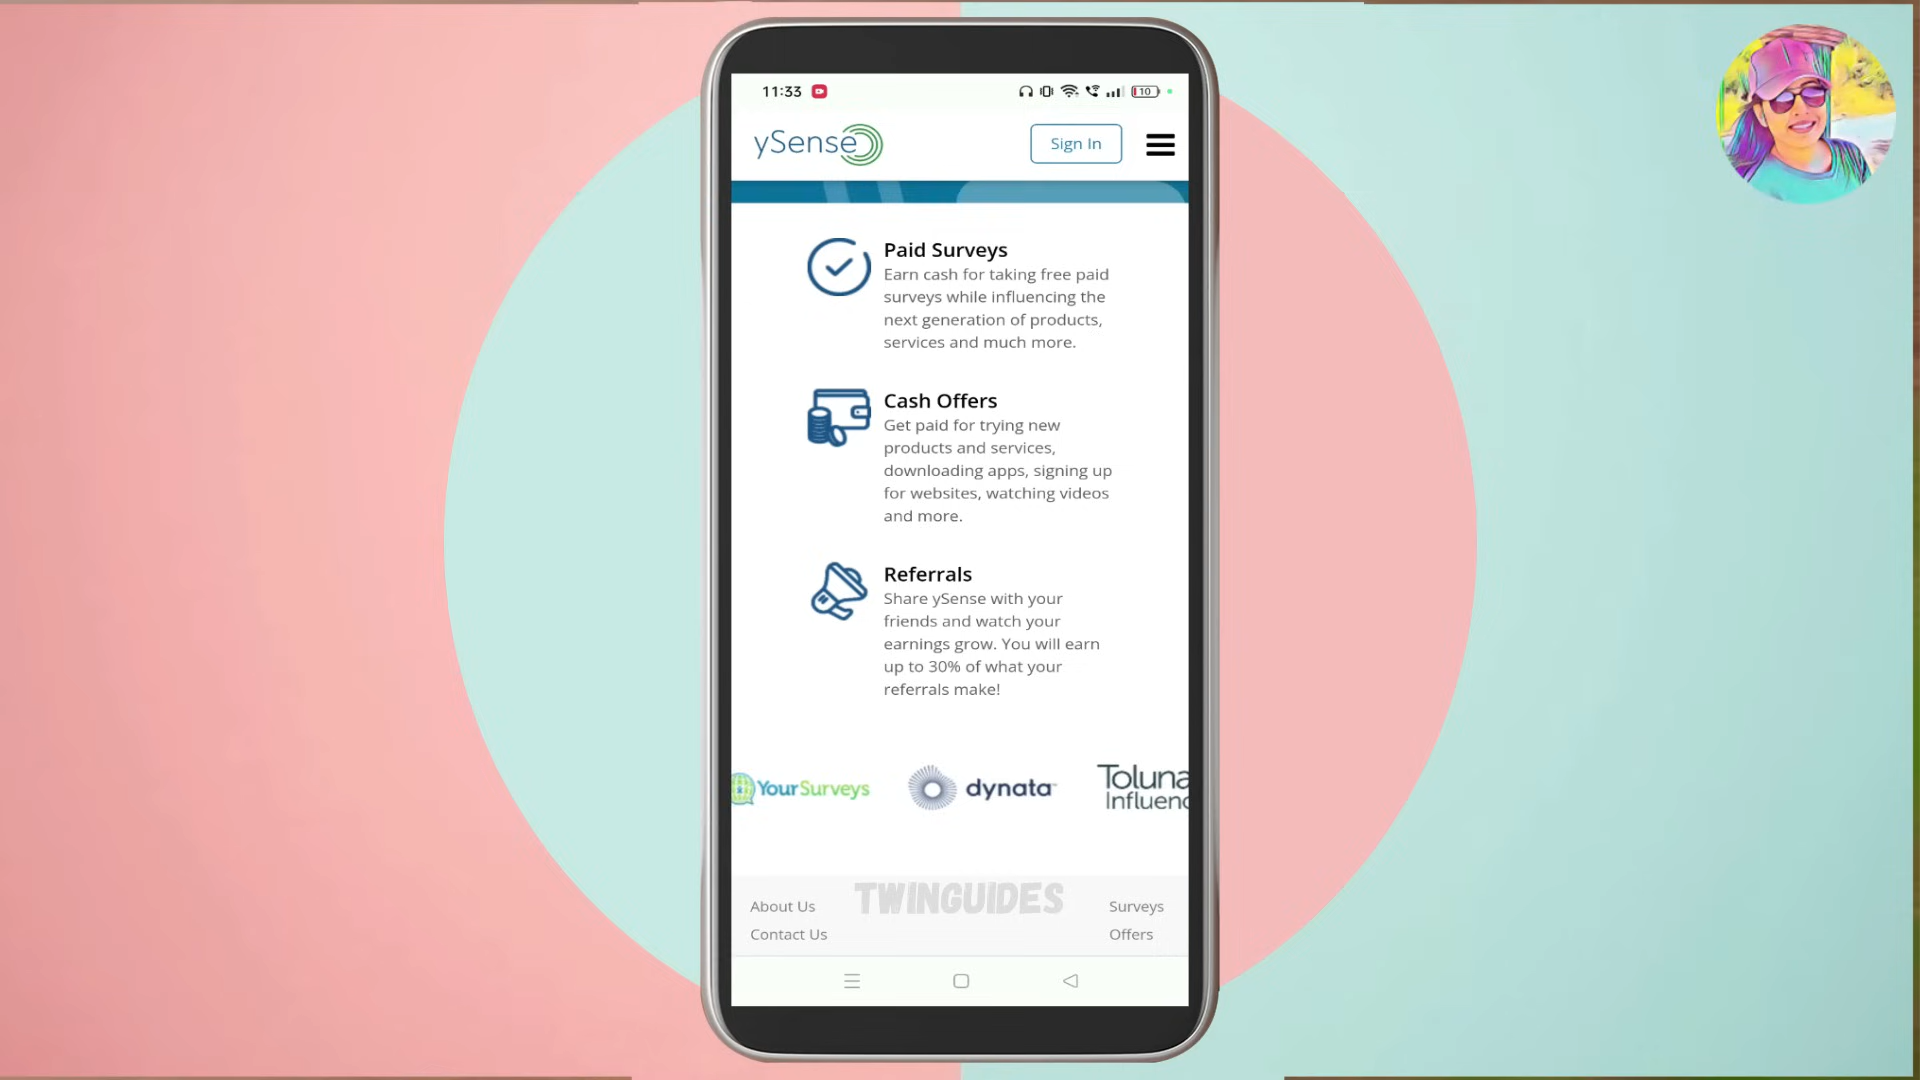 11:33
10
ySense
Sign In
Paid Surveys
Earn cash for taking free paid
surveys while influencing the
next generation of products,
services and much more.
Cash Offers
Get paid for trying new
products and services,
downloading apps, signing up
for websites, watching videos
and more.
Referrals
Share ySense with your
friends and watch your
earnings grow. You will earn
up to 30% of what your
referrals make!
YourSurveys
dynata
Toluna
Influenc
TWINGUIDES
About Us
Surveys
Contact Us
Offers